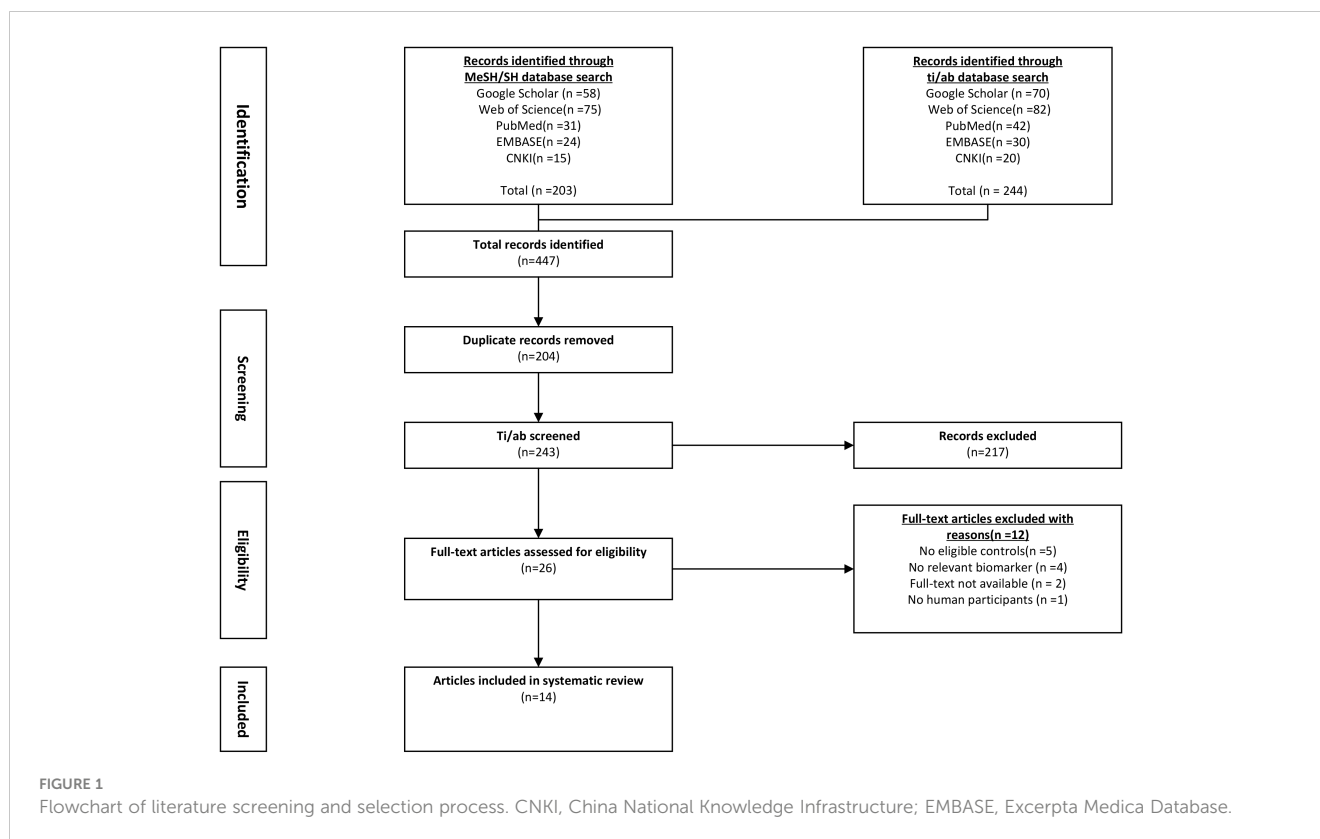 Identification
Records identified through
MeSH/SH database search
Google Scholar (n =58)
Web of Science(n =75)
PubMed(n =31)
EMBASE(n =24)
CNKI(n =15)
Total (n =203)
Records identified through
ti/ab database search
Google Scholar (n =70)
Web of Science(n =82)
PubMed(n =42)
EMBASE(n =30)
CNKI(n =20)
Total (n = 244)
Total records identified
(n=447)
Screening
Duplicate records removed
(n=204)
Ti/ab screened
(n=243)
Records excluded
(n=217)
Eligibility
Full-text articles assessed for eligibility
(n=26)
Full-text articles excluded with
reasons(n =12)
No eligible controls(n =5)
No relevant biomarker (n =4)
Full-text not available (n = 2)
No human participants (n =1)
Included
Articles included in systematic review
(n=14)
FIGURE 1
Flowchart of literature screening and selection process. CNKI, China National Knowledge Infrastructure; EMBASE, Excerpta Medica Database.